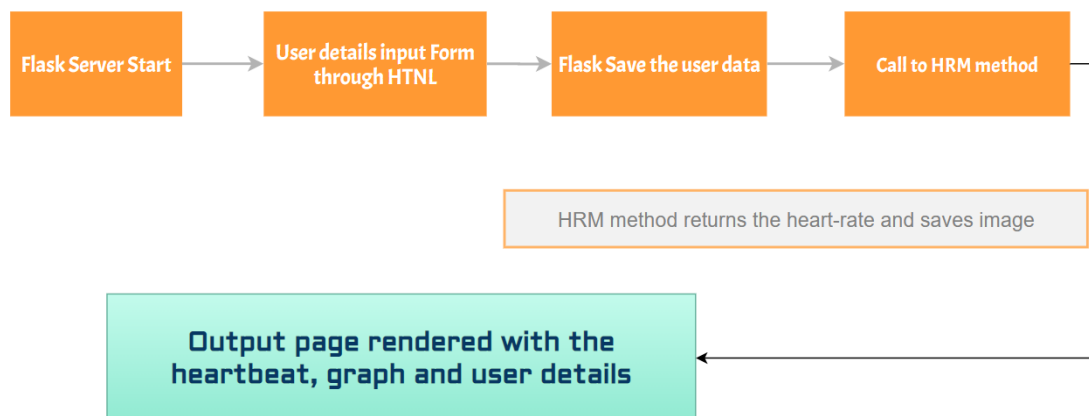 Flask Server Start
User details input Form
through HTNL
Flask Save the user data
Call to HRM method
HRM method returns the heart-rate and saves image
Output page rendered with the
heartbeat, graph and user details